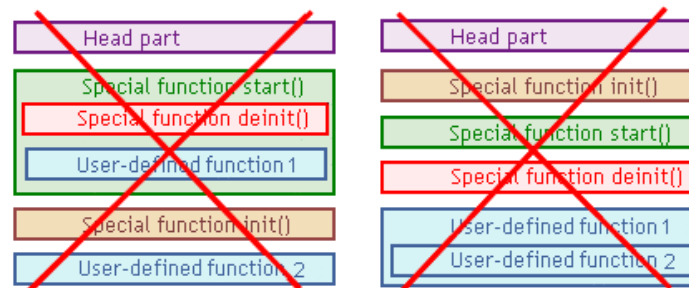 Head part
Special function start()
Special function deinit()
User-defined function 1
Special function init()
User-defined function 2
Head part
Special function init()
Special function start()
Special function deinit()
User-defined function 1
User-defined function 2